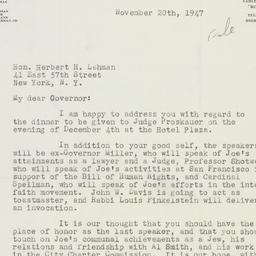 November 20th, 1947
Hon. Herbert H. Lehman
41 East 57th Street
New York, N. Y.
My dear Governor:
I am happy to address you with regard to
the dinner to be given to Judge Proskauer on the
evening of December 4th at the Hotel Plaza.
In addition to your good self, the speakers
will be ex-Governor Miller, who will speak of Joe's
attainments as a lawyer and a Judge, Professor Shotwe
who will speak of Joe's activities at San Francisco i
support of the Bill of Human Rights, and Cardinal
Spellman, who will speak of Joe's efforts in the inte
Faith movement. John W. Davis is going to act as
toastmaster, and Rabbi Louis Finkelstein will deliver
an invocation.
It is our thought that you should have the
place of honor as the last speaker, and that you shou
touch on Joe's communal achievements as a Jew, his
relations and friendship with Al Smith, and his work
in the City Charter Commission. It is our hope, with